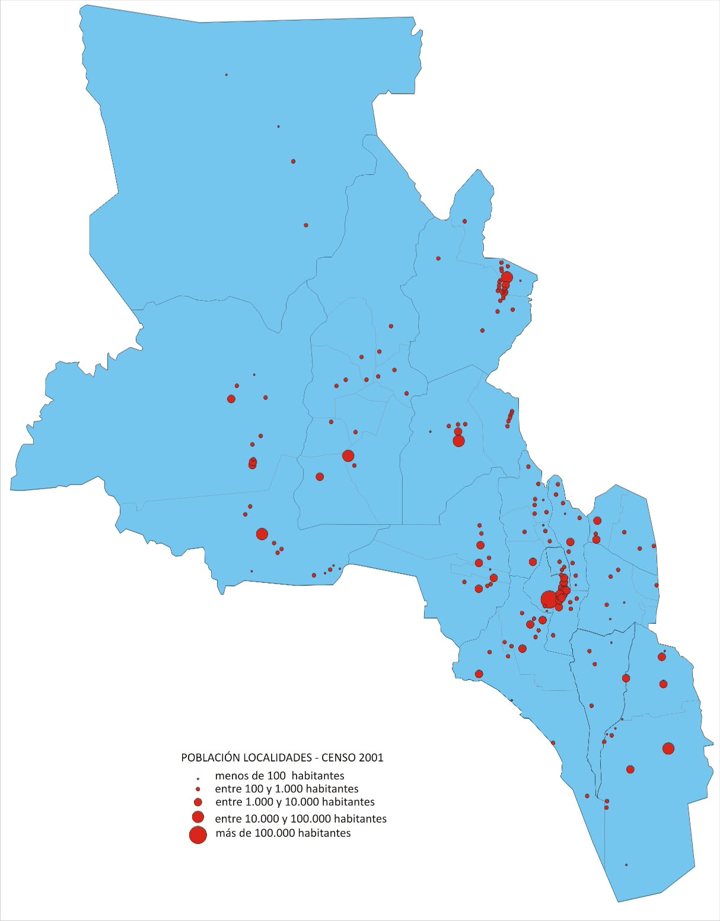 POBLACIÓN LOCALIDADES - CENSO 2001
menos de 100 habitantes
entre 100 y 1.000 habitantes
entre 1.000 y 10.000 habitantes
entre 10.000 y 100.000 habitantes
más de 100.000 habitantes